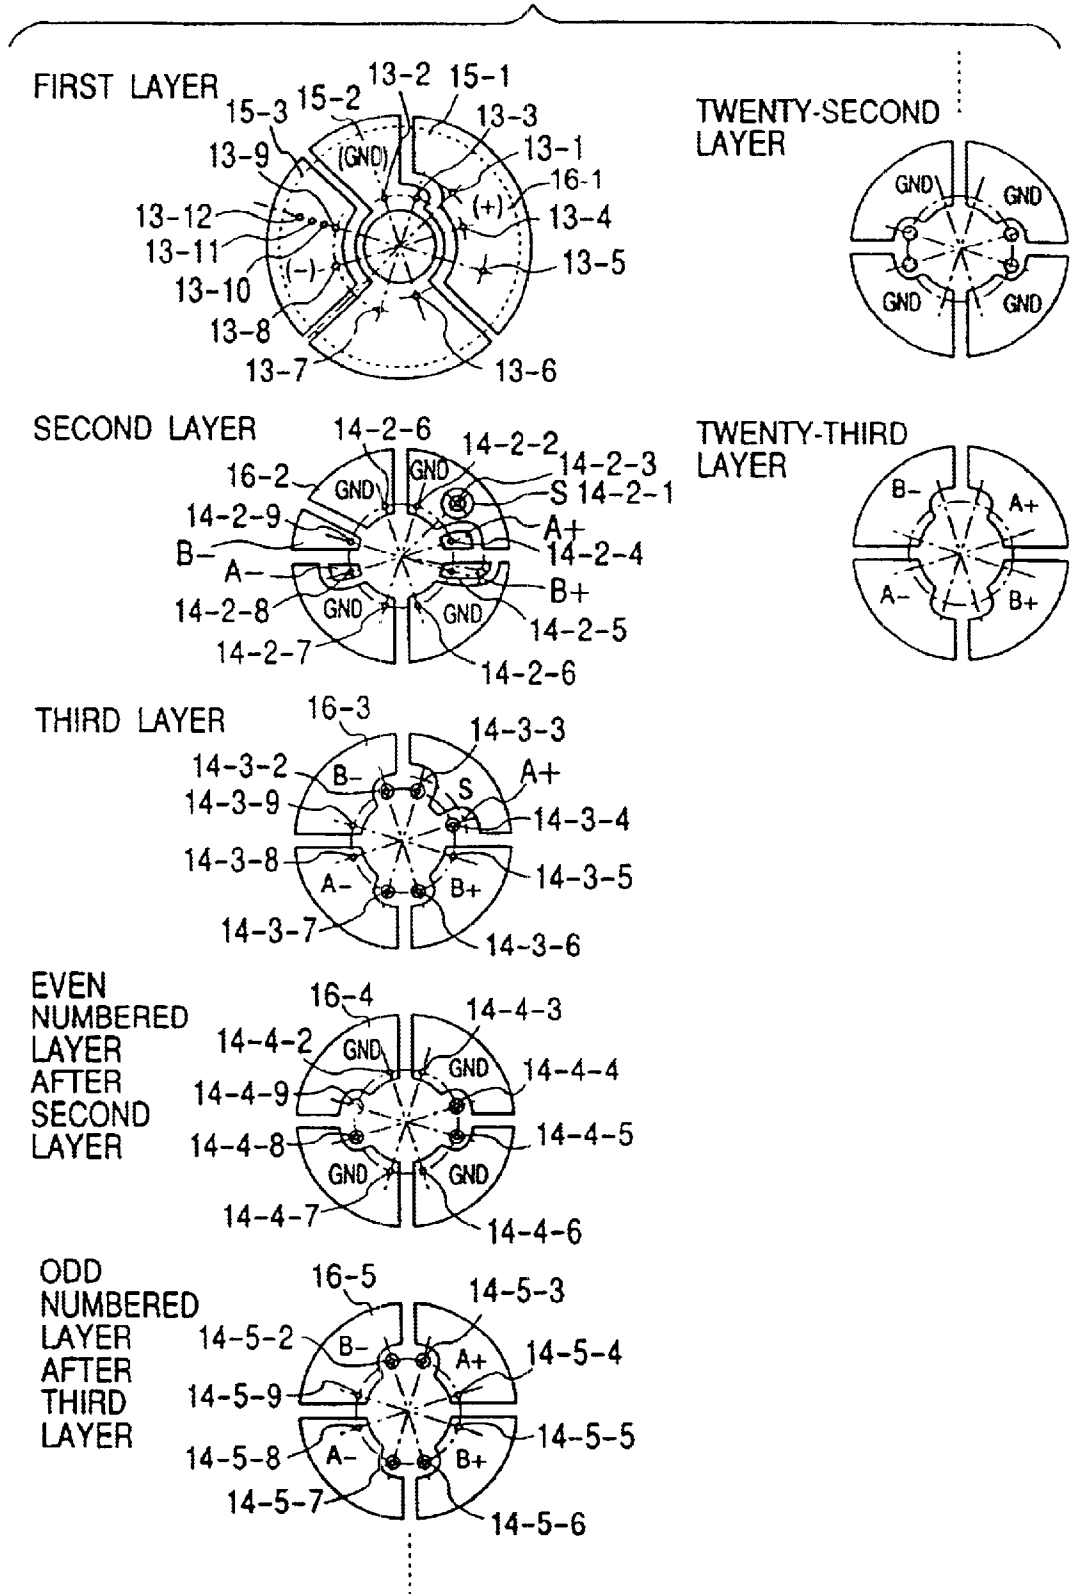 FIRST LAYER
13-2
15-1
15-2
15-3
13-3
13-9
(GND)
13-1
16-1
(+)
13-12
13-4
13-11
(-)
13-5
13-10
13-8
13-7
13-6
SECOND LAYER
14-2-6
14-2-2
16-2
GND
GND
14-2-3
S 14-2-1
14-2-9
A+
B-
14-2-4
A-
B+
14-2-8
GND
GND
14-2-5
14-2-7
14-2-6
THIRD LAYER
16-3
14-3-3
14-3-2
B-
S
A+
14-3-9
14-3-4
14-3-8
14-3-5
A-
B+
14-3-7
14-3-6
EVEN
NUMBERED
LAYER
AFTER
SECOND
LAYER
16-4
14-4-3
14-4-2
GND
GND
14-4-4
14-4-9
14-4-8
14-4-5
GND
GND
14-4-7
14-4-6
ODD
NUMBERED
LAYER
AFTER
THIRD
LAYER
16-5
14-5-3
14-5-2
B-
A+
14-5-4
14-5-9
14-5-8
A-
B+
14-5-5
14-5-7
14-5-6
TWENTY-SECOND
LAYER
GND
GND
GND
GND
TWENTY-THIRD
LAYER
B-
A+
A-
B+